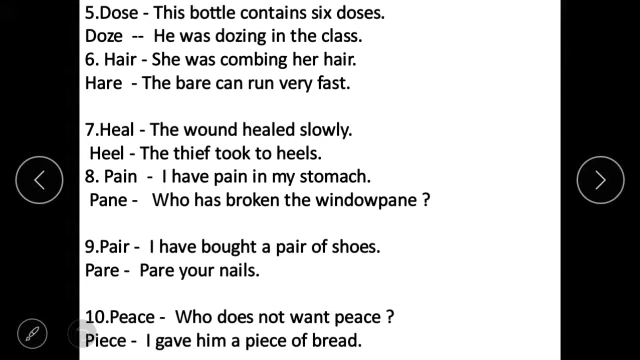 5.Dose - This bottle contains six doses.
Doze -- He was dozing in the class.
6. Hair - She was combing her hair.
Hare - The bare can run very fast.
7.Heal - The wound healed slowly.
Heel - The thief took to heels.
8. Pain - I have pain in my stomach.
Pane - Who has broken the windowpane ?
9.Pair - I have bought a pair of shoes.
Pare - Pare your nails.
10.Peace - Who does not want peace ?
Piece - I gave him a piece of bread.